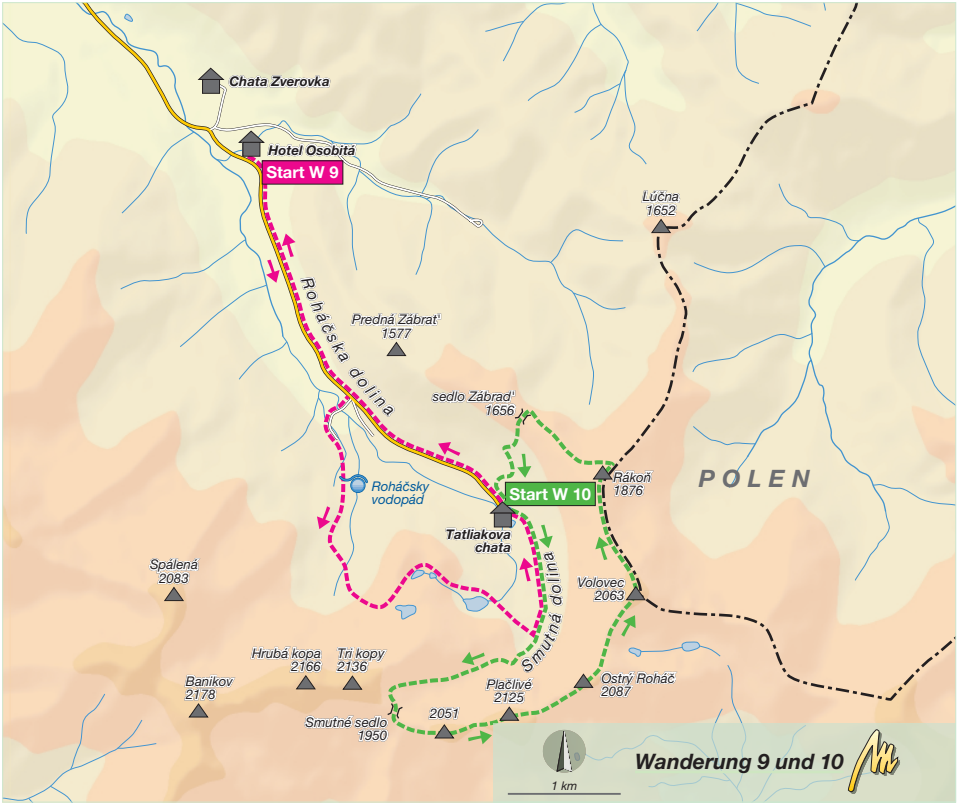 Chata Zverovka
Hotel Osobitá
Start W 9
Lúčna
1652
Roháčska dolina
Predná Zábrat'
1577
sedlo Zábrad'
1656
Rákoň
1876
POLEN
Roháčsky
vodopád
Start W 10
Tatliakova
chata
Smutná dolina
Spálená
2083
Volovec
2063
Hrubá kopa
2166
Tri kopy
2136
Banikov
2178
Ostrý Roháč
2087
Plačlivé
2125
Smutné sedlo
1950
2051
Wanderung 9 und 10
1 km